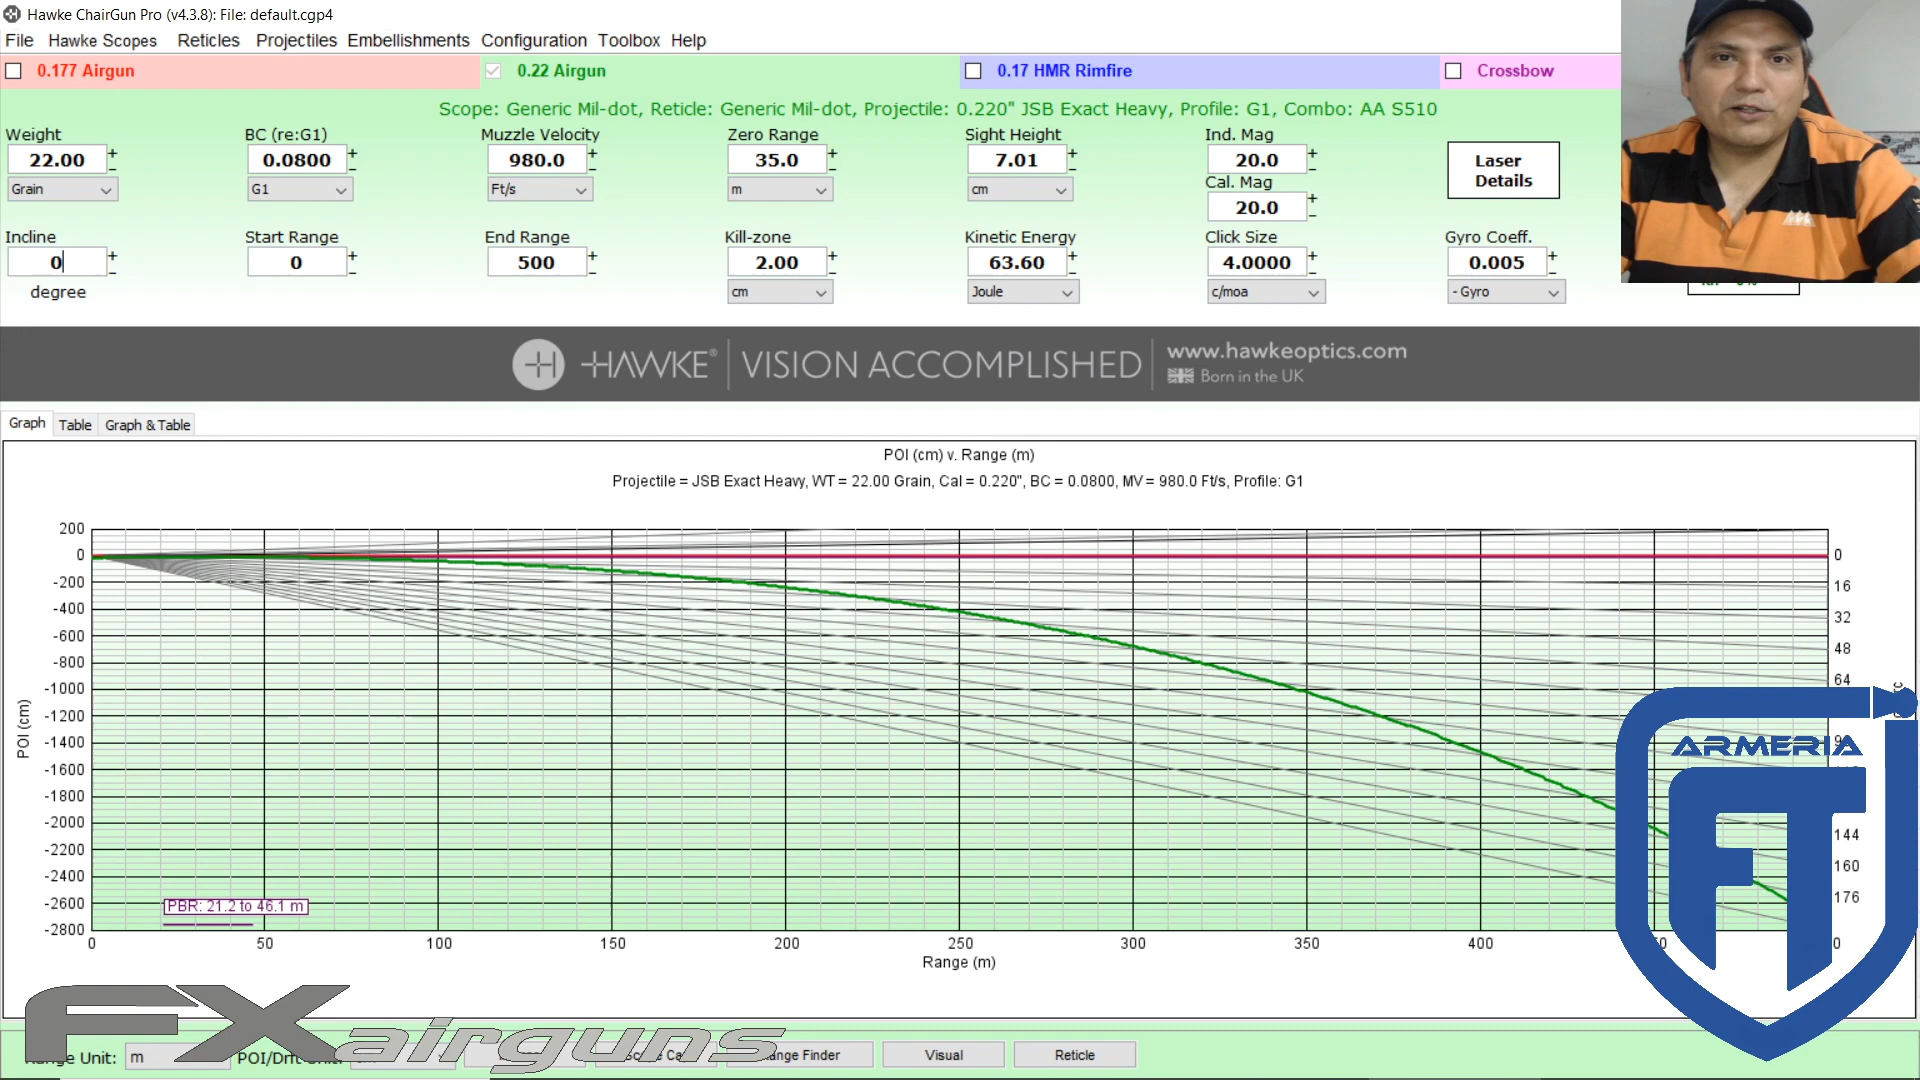 Hawke ChairGun Pro (v4.3.8): File: default.cgp4
File Hawke Scopes Reticles Projectiles Embellishments Configuration Toolbox Help
0.177 Airgun 0.22 Airgun 0.17 HMR Rimfire Crossbow
Scope: Generic Mil-dot, Reticle: Generic Mil-dot, Projectile: 0.220" JSB Exact Heavy, Profile: G1, Combo: AA S510
Weight BC (re:G1) Muzzle Velocity Zero Range Sight Height Ind. Mag
22.00 + - 0.0800 + - 980.0 + - 35.0 + - 7.01 + - 20.0 + -
Laser Details
Grain G1 Ft/s m cm Cal. Mag
20.0 + -
Incline Start Range End Range Kill-zone Kinetic Energy Click Size Gyro Coeff.
0 + - 0 + - 500 + - 2.00 + - 63.60 + - 4.0000 + - 0.005 + -
degree cm Joule c/moa - Gyro
HAWKE® VISION ACCOMPLISHED www.hawkeoptics.com
Born in the UK
Graph Table Graph & Table
POI (cm) v. Range (m)
Projectile = JSB Exact Heavy, WT = 22.00 Grain, Cal = 0.220", BC = 0.0800, MV = 980.0 Ft/s, Profile: G1
200
0 0
-200 16
-400 32
-600 48
-800 64
-1000
-1200
-1400
-1600
-1800
-2000 144
-2200 160
-2400 176
-2600
-2800
POI (cm)
PBR: 21.2 to 46.1 m
0 50 100 150 200 250 300 350 400
Range (m)
ARMERIA
FT
FX airguns
Unit: m Visual Reticle